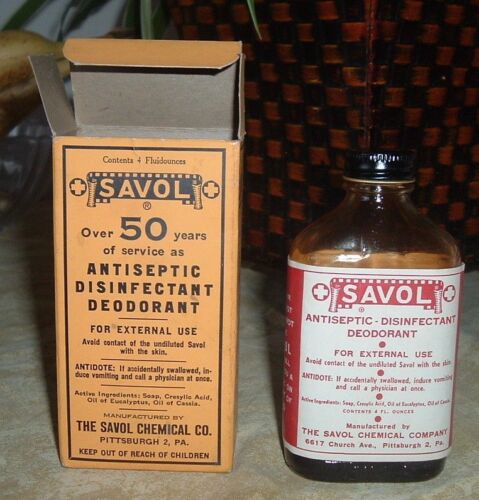 Contents 4 Fluidounces
SAVOL
®
Over 50 years
of service as
ANTISEPTIC
DISINFECTANT
DEODORANT
FOR EXTERNAL USE
Avoid contact of the undiluted Savol
with the skin.
ANTIDOTE: If accidentally swallowed, in-
duce vomiting and call a physician at once.
Active Ingredients: Soap, Cresylic Acid,
Oil of Eucalyptus, Oil of Cassia.
MANUFACTURED BY
THE SAVOL CHEMICAL CO.
PITTSBURGH 2, PA.
KEEP OUT OF REACH OF CHILDREN
SAVOL
®
ANTISEPTIC - DISINFECTANT
DEODORANT
FOR EXTERNAL USE
Avoid contact of the undiluted Savol with the skin.
ANTIDOTE: If accidentally swallowed, induce vomiting
and call a physician at once.
Active Ingredients: Soap, Cresylic Acid, Oil of Eucalyptus, Oil of Cassia.
CONTENTS 4 FL. OUNCES
MANUFACTURED BY
THE SAVOL CHEMICAL COMPANY
6617 Church Ave., Pittsburgh 2, Pa.